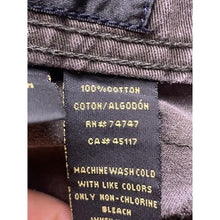 100% COTTON
COTON/ALGODÓN
RN# 74747
CA# 45117
MACHINE WASH COLD
WITH LIKE COLORS
ONLY NON-CHLORINE
BLEACH